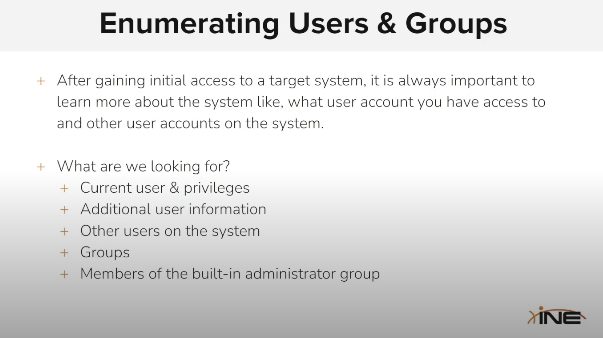 Enumerating Users & Groups
+ After gaining initial access to a target system, it is always important to
learn more about the system like, what user account you have access to
and other user accounts on the system.
+ What are we looking for?
+ Current user & privileges
+ Additional user information
+ Other users on the system
+ Groups
+ Members of the built-in administrator group
INE